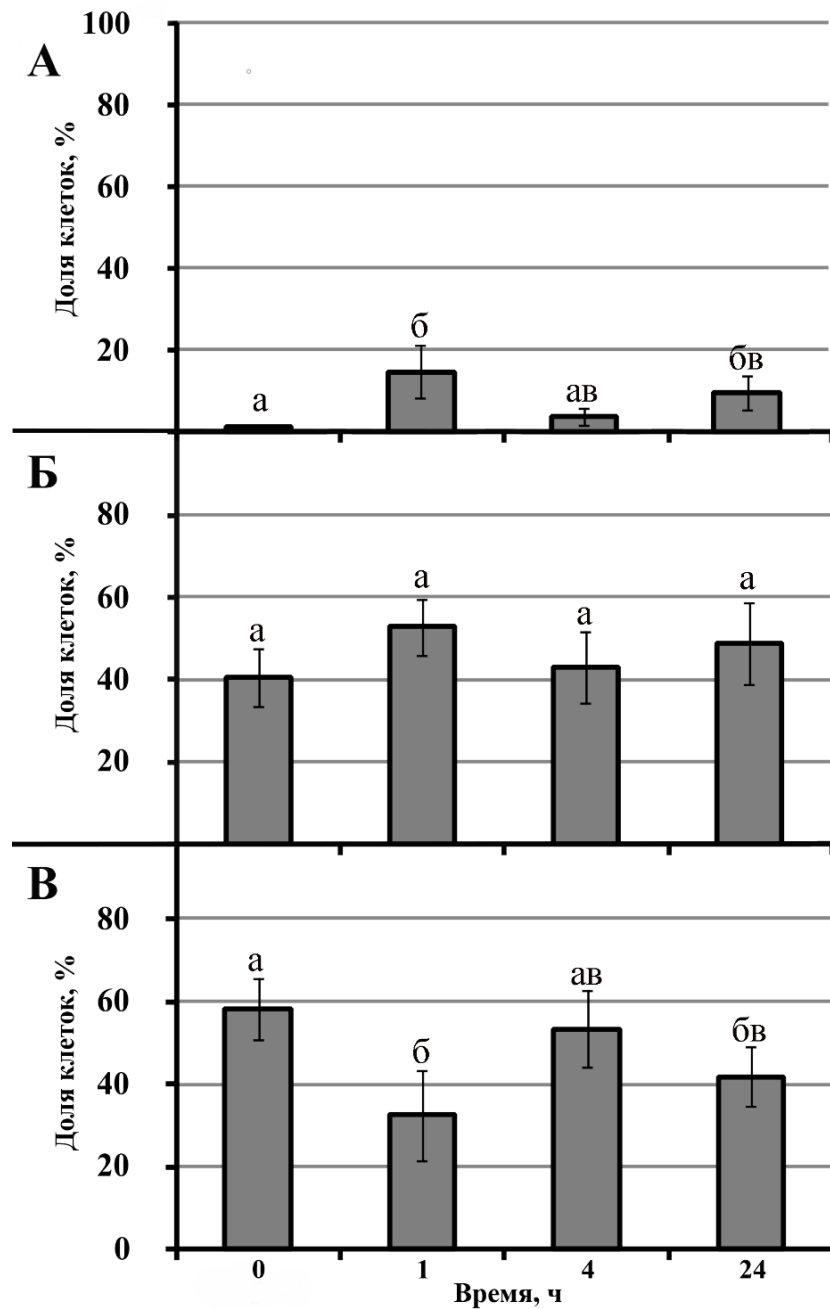 А
Доля клеток, %
100
80
60
40
20
а
б
ав
бв
Б
Доля клеток, %
80
60
40
20
а
а
а
а
В
Доля клеток, %
80
60
40
20
0
а
б
ав
бв
0
1
4
24
Время, ч